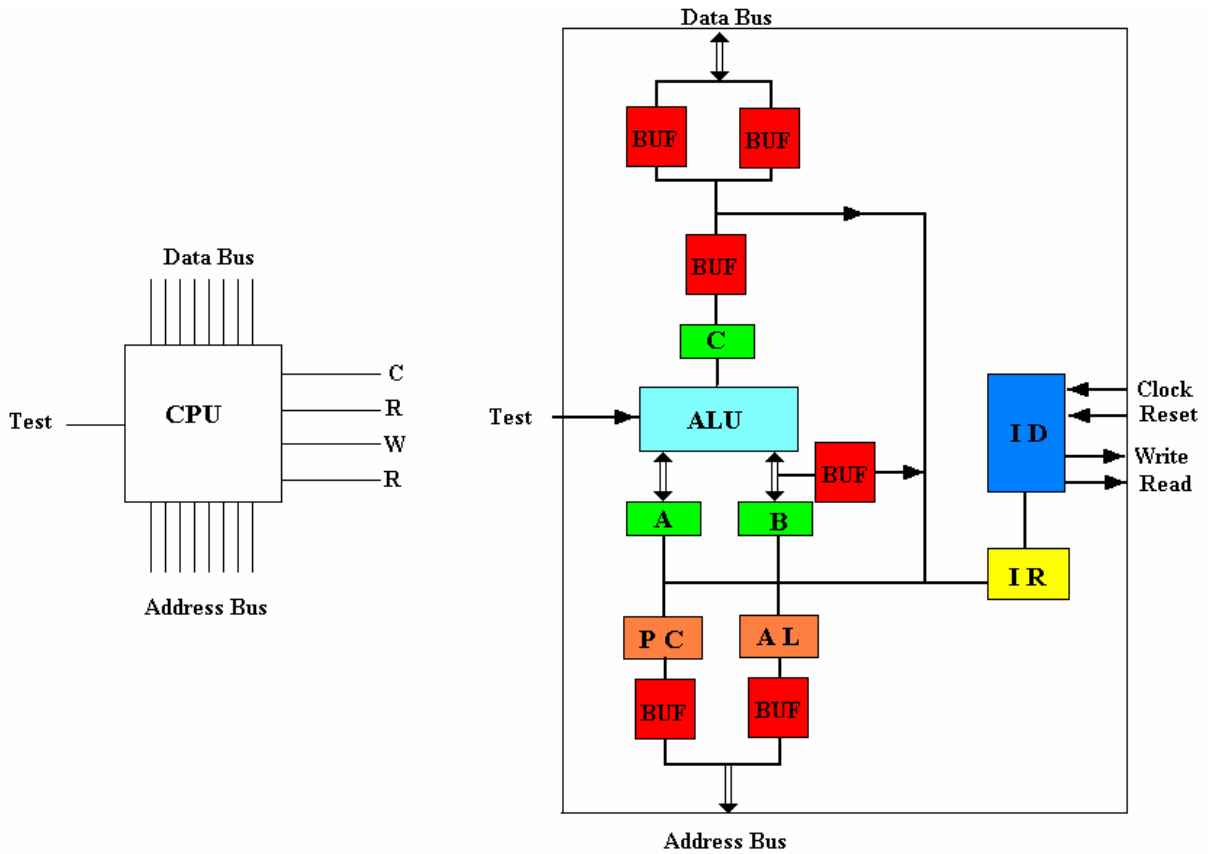 Data Bus
CPU
Test
C
R
W
R
Address Bus
Data Bus
BUF
BUF
BUF
C
Test
ALU
BUF
A
B
I D
Clock
Reset
Write
Read
I R
P C
A L
BUF
BUF
Address Bus